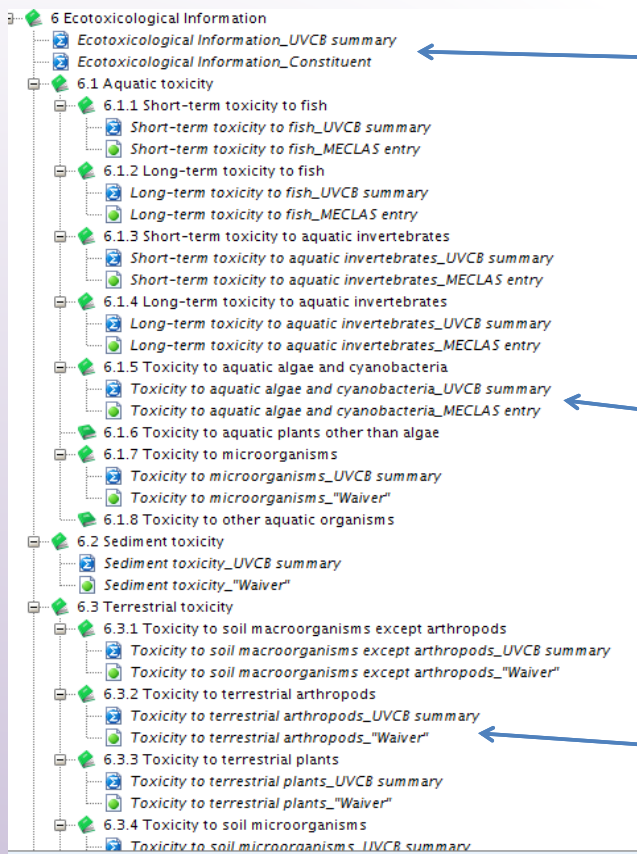 6 Ecotoxicological Information
Ecotoxicological Information_UVCB summary
Ecotoxicological Information_Constituent
6.1 Aquatic toxicity
6.1.1 Short-term toxicity to fish
Short-term toxicity to fish_UVCB summary
Short-term toxicity to fish_MECLAS entry
6.1.2 Long-term toxicity to fish
Long-term toxicity to fish_UVCB summary
Long-term toxicity to fish_MECLAS entry
6.1.3 Short-term toxicity to aquatic invertebrates
Short-term toxicity to aquatic invertebrates_UVCB summary
Short-term toxicity to aquatic invertebrates_MECLAS entry
6.1.4 Long-term toxicity to aquatic invertebrates
Long-term toxicity to aquatic invertebrates_UVCB summary
Long-term toxicity to aquatic invertebrates_MECLAS entry
6.1.5 Toxicity to aquatic algae and cyanobacteria
Toxicity to aquatic algae and cyanobacteria_UVCB summary
Toxicity to aquatic algae and cyanobacteria_MECLAS entry
6.1.6 Toxicity to aquatic plants other than algae
6.1.7 Toxicity to microorganisms
Toxicity to microorganisms_UVCB summary
Toxicity to microorganisms_"Waiver"
6.1.8 Toxicity to other aquatic organisms
6.2 Sediment toxicity
Sediment toxicity_UVCB summary
Sediment toxicity_"Waiver"
6.3 Terrestrial toxicity
6.3.1 Toxicity to soil macroorganisms except arthropods
Toxicity to soil macroorganisms except arthropods_UVCB summary
Toxicity to soil macroorganisms except arthropods_"Waiver"
6.3.2 Toxicity to terrestrial arthropods
Toxicity to terrestrial arthropods_UVCB summary
Toxicity to terrestrial arthropods_"Waiver"
6.3.3 Toxicity to terrestrial plants
Toxicity to terrestrial plants_UVCB summary
Toxicity to terrestrial plants_"Waiver"
6.3.4 Toxicity to soil microorganisms
Toxicity to soil microorganisms_UVCB summary